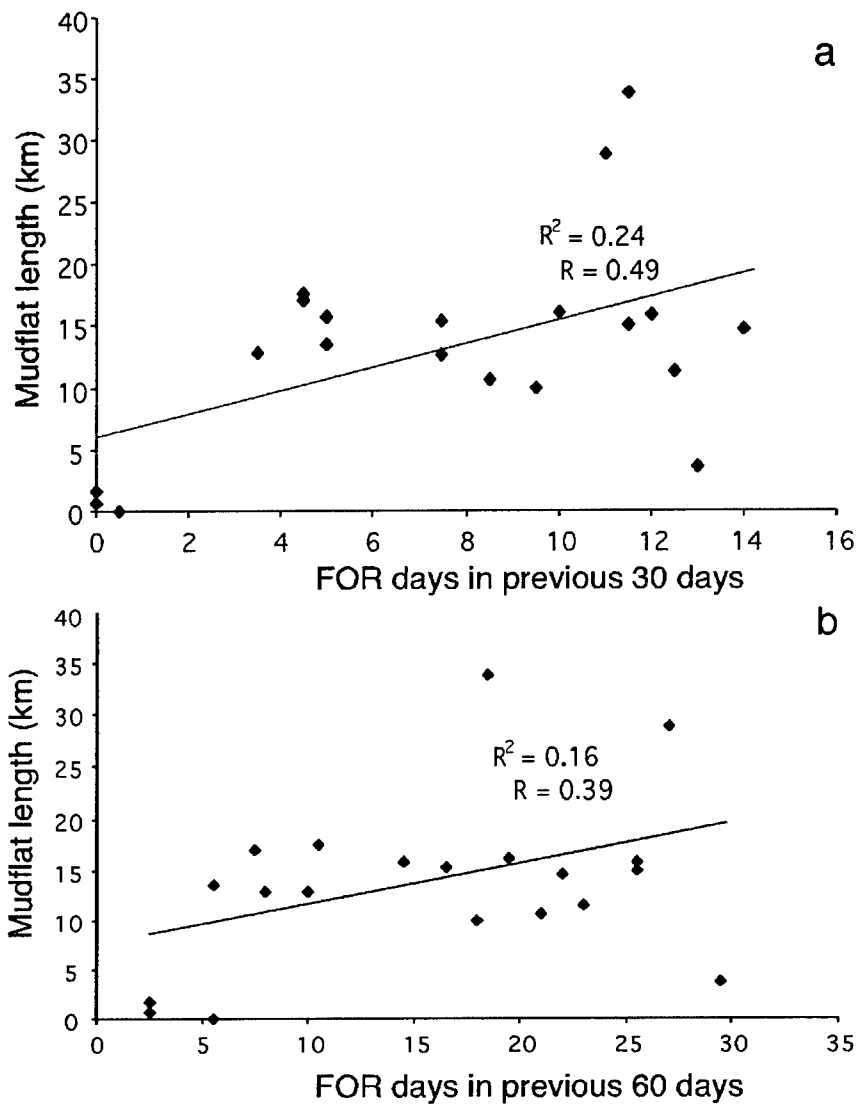 a
40
35
30
25
20
15
10
5
0
Mudflat length (km)
R² = 0.24
R = 0.49
0 2 4 6 8 10 12 14 16
FOR days in previous 30 days
b
40
35
30
25
20
15
10
5
0
Mudflat length (km)
R² = 0.16
R = 0.39
0 5 10 15 20 25 30 35
FOR days in previous 60 days